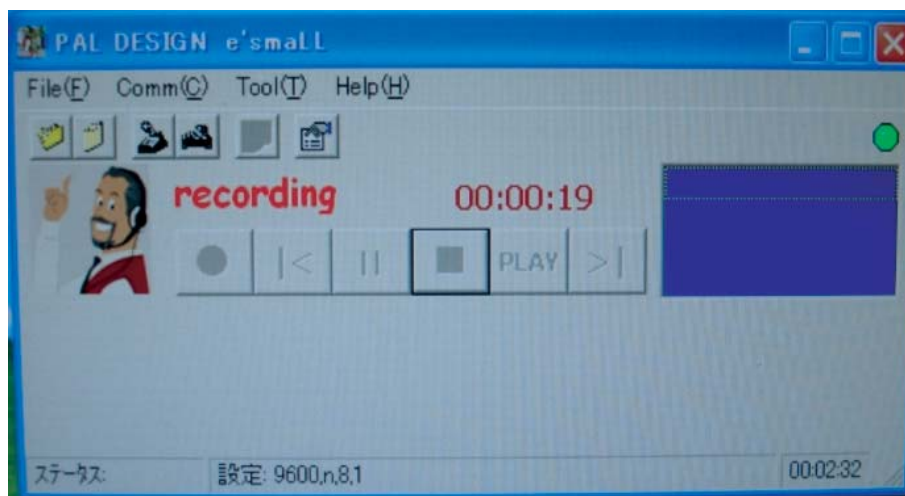 PAL DESIGN e'smaLL
File(F) Comm(C) Tool(T) Help(H)
recording 00:00:19
|< || PLAY >|
ステータス: 設定: 9600,n,8,1 00:02:32